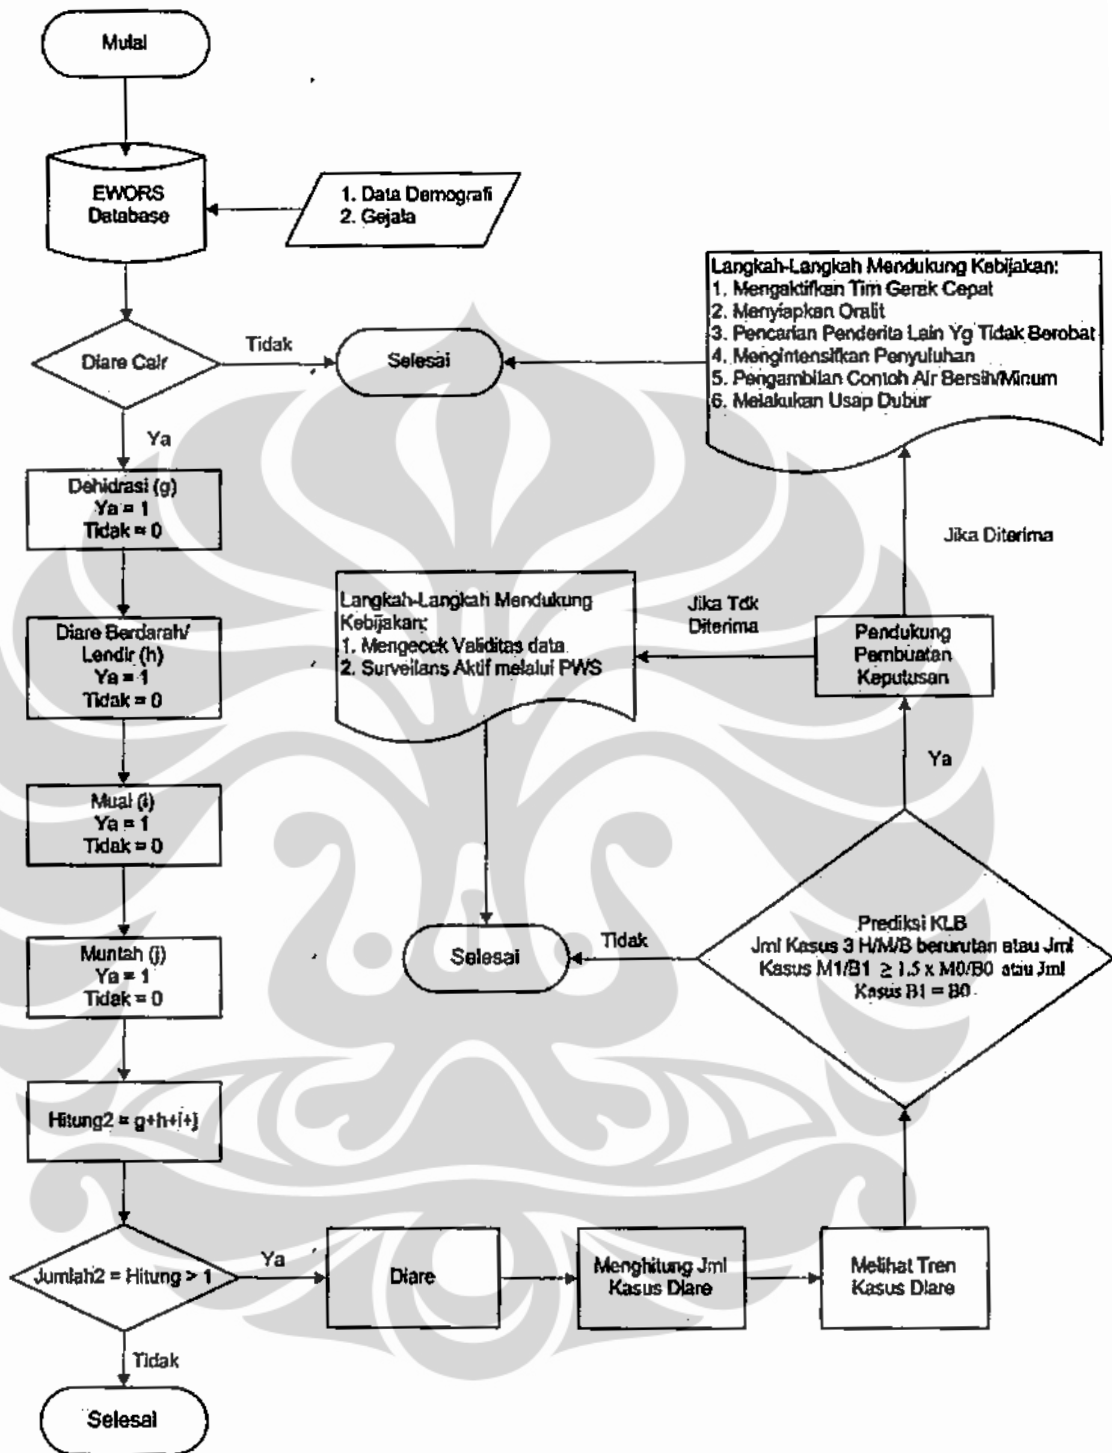 Mulai
EWORS
Database
1. Data Demografi
2. Gejala
Diare Cair
Tidak
Selesai
Langkah-Langkah Mendukung Kebijakan:
1. Mengaktifkan Tim Gerak Cepat
2. Menyiapkan Oralit
3. Pencarian Penderita Lain Yg Tidak Berobat
4. Mengintensifkan Penyuluhan
5. Pengambilan Contoh Air Bersih/Minum
6. Melakukan Usap Dubur
Ya
Dehidrasi (g)
Ya = 1
Tidak = 0
Jika Diterima
Diare Berdarah/
Lendir (h)
Ya = 1
Tidak = 0
Langkah-Langkah Mendukung
Kebijakan:
1. Mengecek Validitas data
2. Surveilans Aktif melalui PWS
Jika Tdk
Diterima
Pendukung
Pembuatan
Keputusan
Ya
Mual (i)
Ya = 1
Tidak = 0
Muntah (j)
Ya = 1
Tidak = 0
Selesai
Tidak
Prediksi KLB
Jml Kasus 3 H/M/B berurutan atau Jml
Kasus M1/B1 ≥ 1.5 x M0/B0 atau Jml
Kasus B1 = B0
Hitung2 = g+h+i+j
Jumlah2 = Hitung > 1
Ya
Diare
Menghitung Jml
Kasus Diare
Melihat Tren
Kasus Diare
Tidak
Selesai